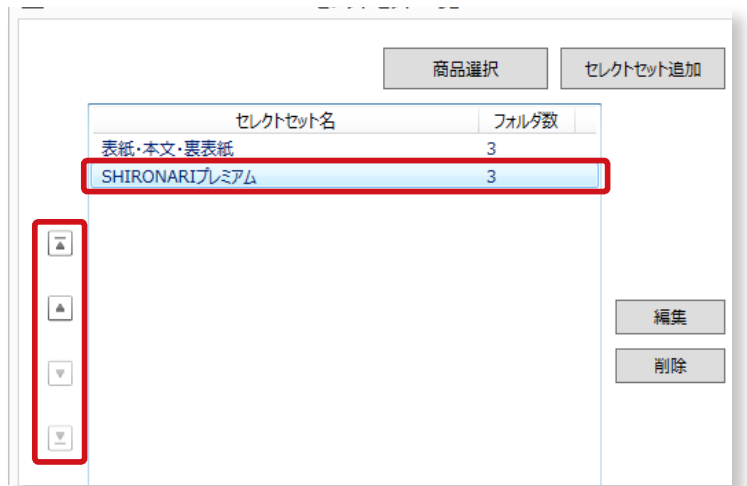 商品選択
セレクトセット追加
セレクトセット名 フォルダ数
表紙・本文・裏表紙 3
SHIRONARIプレミアム 3
編集
削除